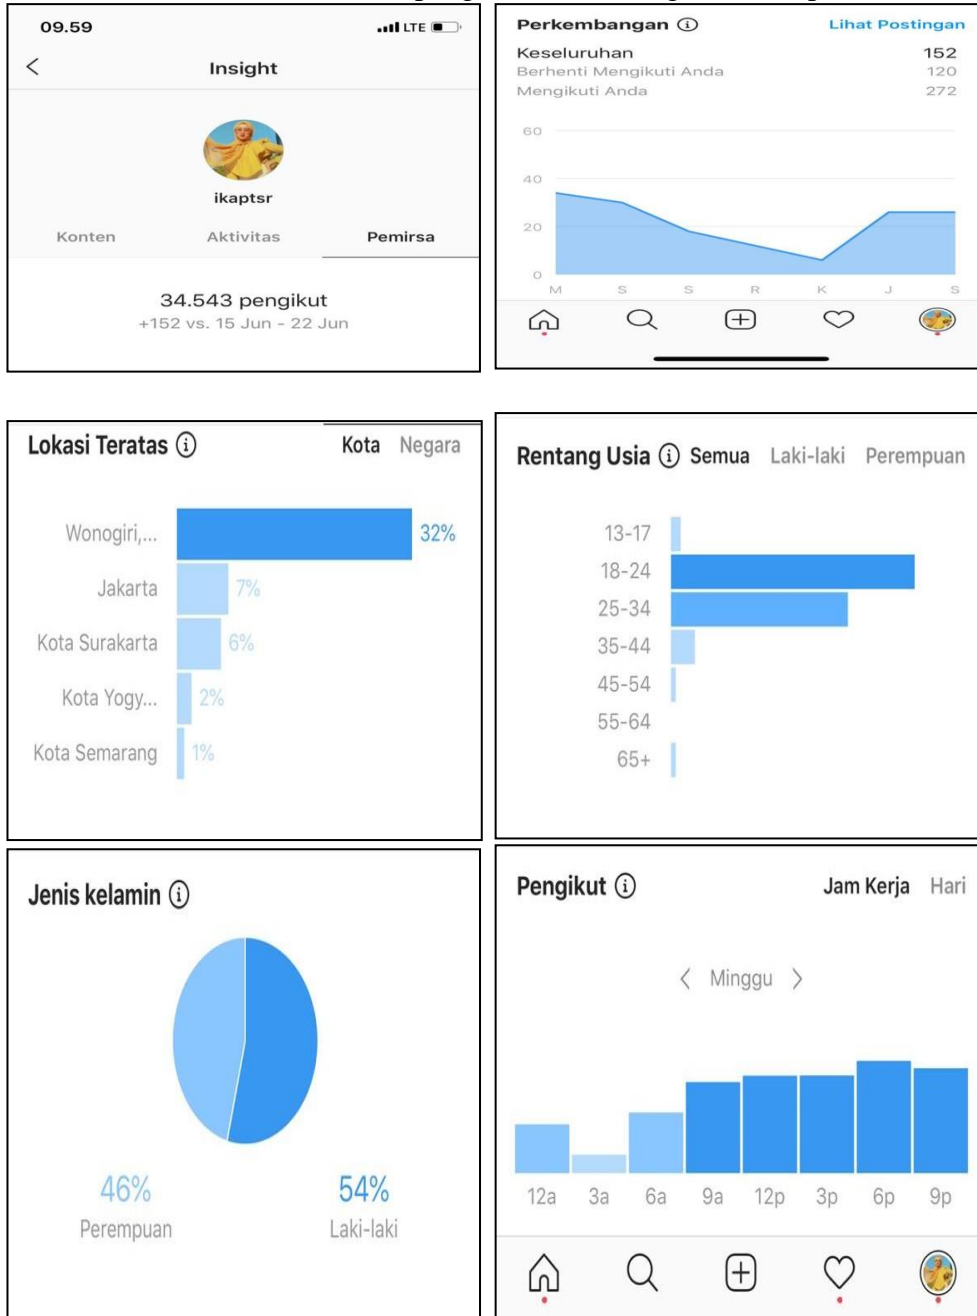 09.59
LTE
Insight
ikaptsr
Konten Aktivitas Pemirsa
34.543 pengikut
+152 vs. 15 Jun - 22 Jun
Perkembangan Lihat Postingan
Keseluruhan 152
Berhenti Mengikuti Anda 120
Mengikuti Anda 272
60
40
20
0
M S S R K J S
Lokasi Teratas Kota Negara
Wonogiri,... 32%
Jakarta 7%
Kota Surakarta 6%
Kota Yogy... 2%
Kota Semarang 1%
Rentang Usia Semua Laki-laki Perempuan
13-17
18-24
25-34
35-44
45-54
55-64
65+
Jenis kelamin
46% 54%
Perempuan Laki-laki
Pengikut Jam Kerja Hari
< Minggu >
12a 3a 6a 9a 12p 3p 6p 9p